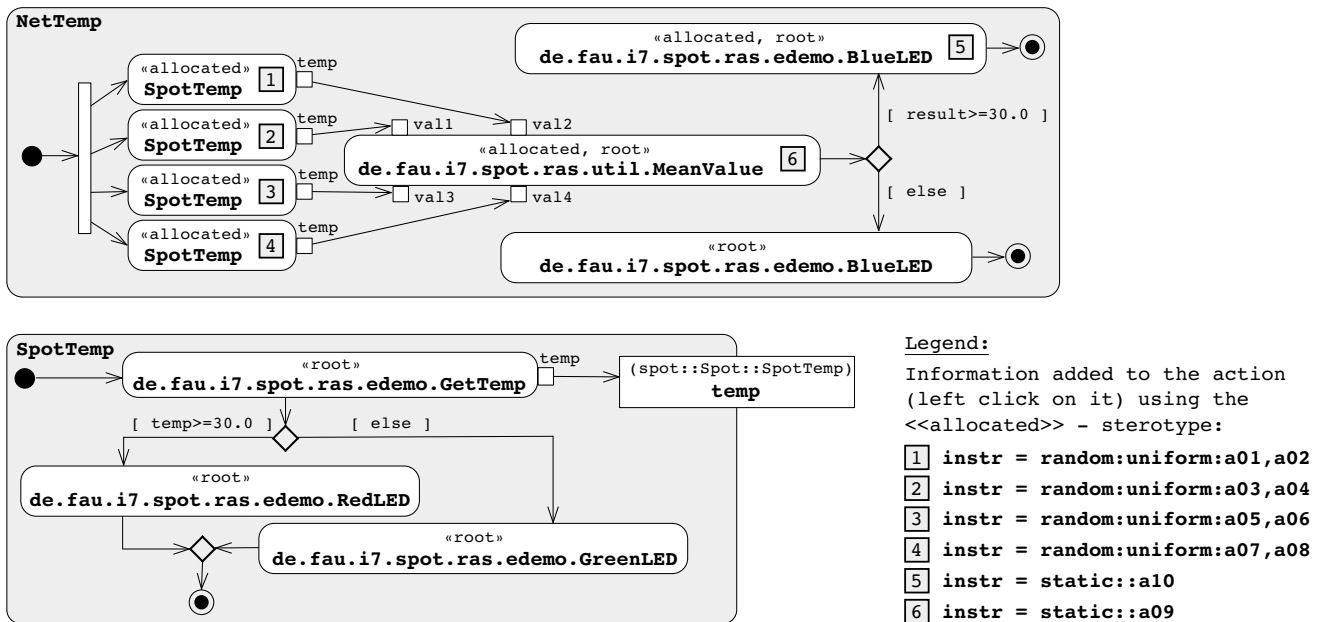 NetTemp
«allocated, root»
de.fau.i7.spot.ras.edemo.BlueLED
5
«allocated»
SpotTemp
1
temp
[ result>=30.0 ]
«allocated»
SpotTemp
2
temp
val1
val2
«allocated, root»
de.fau.i7.spot.ras.util.MeanValue
6
«allocated»
SpotTemp
3
temp
val3
val4
[ else ]
«allocated»
SpotTemp
4
temp
«root»
de.fau.i7.spot.ras.edemo.BlueLED
SpotTemp
«root»
de.fau.i7.spot.ras.edemo.GetTemp
temp
(spot::Spot::SpotTemp)
temp
[ temp>=30.0 ]
[ else ]
«root»
de.fau.i7.spot.ras.edemo.RedLED
«root»
de.fau.i7.spot.ras.edemo.GreenLED
Legend:
Information added to the action
(left click on it) using the
<<allocated>> – sterotype:
1 instr = random:uniform:a01,a02
2 instr = random:uniform:a03,a04
3 instr = random:uniform:a05,a06
4 instr = random:uniform:a07,a08
5 instr = static::a10
6 instr = static::a09